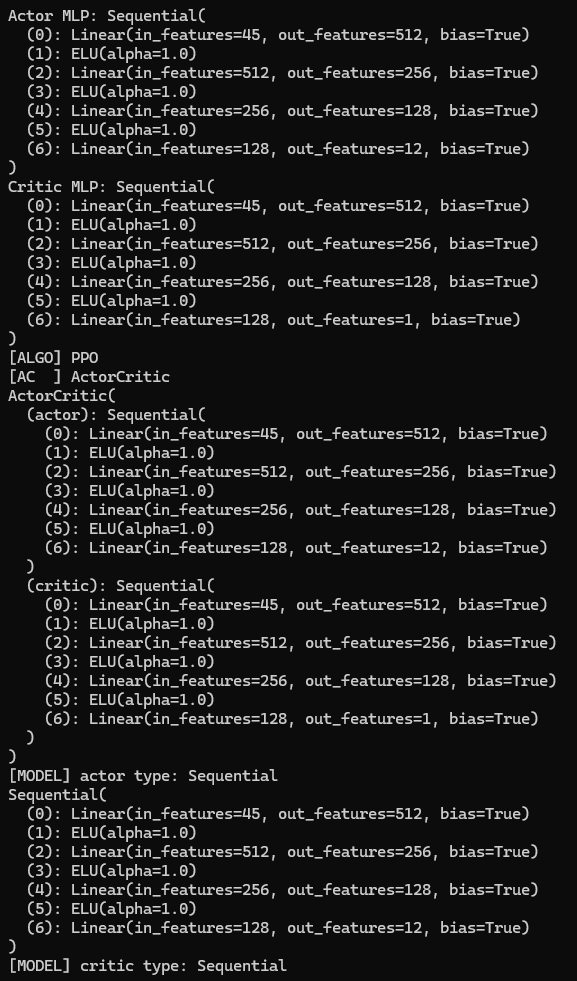 Actor MLP: Sequential(
  (0): Linear(in_features=45, out_features=512, bias=True)
  (1): ELU(alpha=1.0)
  (2): Linear(in_features=512, out_features=256, bias=True)
  (3): ELU(alpha=1.0)
  (4): Linear(in_features=256, out_features=128, bias=True)
  (5): ELU(alpha=1.0)
  (6): Linear(in_features=128, out_features=12, bias=True)
)
Critic MLP: Sequential(
  (0): Linear(in_features=45, out_features=512, bias=True)
  (1): ELU(alpha=1.0)
  (2): Linear(in_features=512, out_features=256, bias=True)
  (3): ELU(alpha=1.0)
  (4): Linear(in_features=256, out_features=128, bias=True)
  (5): ELU(alpha=1.0)
  (6): Linear(in_features=128, out_features=1, bias=True)
)
[ALGO] PPO
[AC  ] ActorCritic
ActorCritic(
  (actor): Sequential(
    (0): Linear(in_features=45, out_features=512, bias=True)
    (1): ELU(alpha=1.0)
    (2): Linear(in_features=512, out_features=256, bias=True)
    (3): ELU(alpha=1.0)
    (4): Linear(in_features=256, out_features=128, bias=True)
    (5): ELU(alpha=1.0)
    (6): Linear(in_features=128, out_features=12, bias=True)
  )
  (critic): Sequential(
    (0): Linear(in_features=45, out_features=512, bias=True)
    (1): ELU(alpha=1.0)
    (2): Linear(in_features=512, out_features=256, bias=True)
    (3): ELU(alpha=1.0)
    (4): Linear(in_features=256, out_features=128, bias=True)
    (5): ELU(alpha=1.0)
    (6): Linear(in_features=128, out_features=1, bias=True)
  )
)
[MODEL] actor type: Sequential
Sequential(
  (0): Linear(in_features=45, out_features=512, bias=True)
  (1): ELU(alpha=1.0)
  (2): Linear(in_features=512, out_features=256, bias=True)
  (3): ELU(alpha=1.0)
  (4): Linear(in_features=256, out_features=128, bias=True)
  (5): ELU(alpha=1.0)
  (6): Linear(in_features=128, out_features=12, bias=True)
)
[MODEL] critic type: Sequential